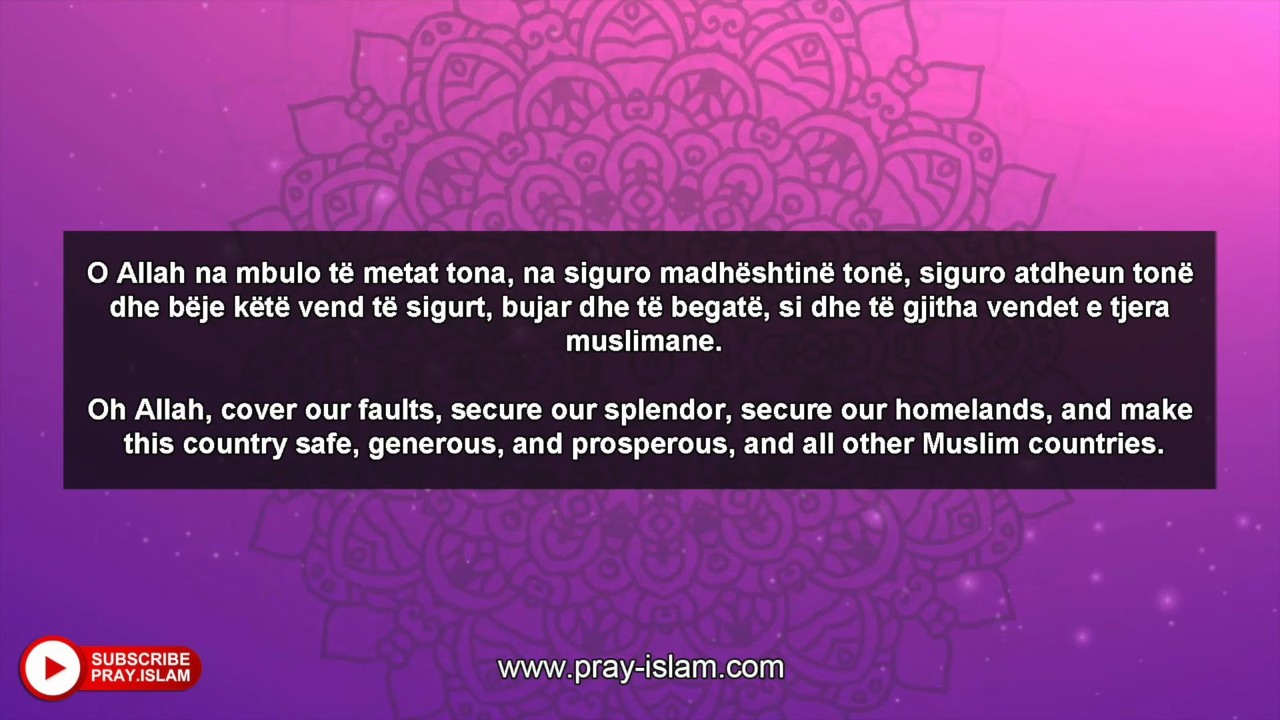 O Allah na mbulo të metat tona, na siguro madhështinë tonë, siguro atdheun tonë
dhe bëje këtë vend të sigurt, bujar dhe të begatë, si dhe të gjitha vendet e tjera
muslimane.
Oh Allah, cover our faults, secure our splendor, secure our homelands, and make
this country safe, generous, and prosperous, and all other Muslim countries.
SUBSCRIBE
PRAY.ISLAM
www.pray-islam.com